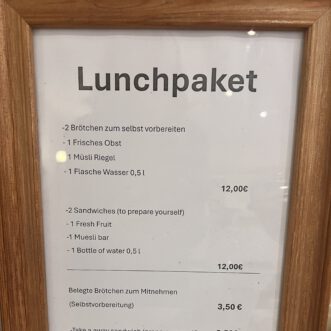 Lunchpaket
-2 Brötchen zum selbst vorbereiten
- 1 Frisches Obst
- 1 Müsli Riegel
- 1 Flasche Wasser 0,5 l
12,00€
-2 Sandwiches (to prepare yourself)
- 1 Fresh Fruit
-1 Muesli bar
- 1 Bottle of water 0,5 l
12,00€
Belegte Brötchen zum Mitnehmen
(Selbstvorbereitung)
3,50 €